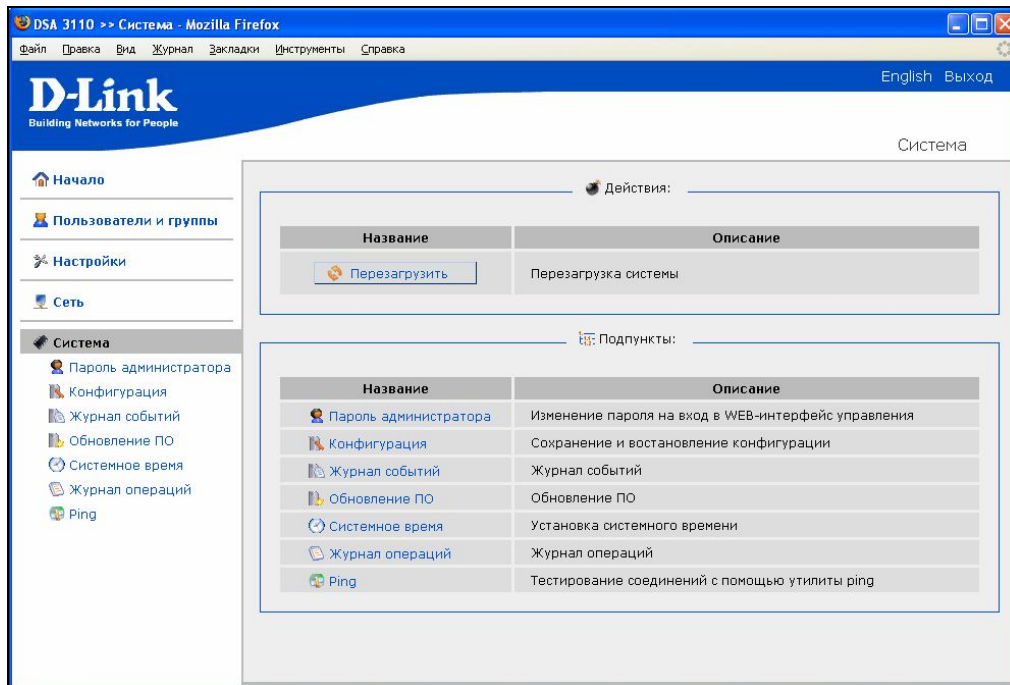 DSA 3110 >> Система - Mozilla Firefox
Файл Правка Вид Журнал Закладки Инструменты Справка
English Выход
D-Link
Building Networks for People
Система
Начало
Пользователи и группы
Настройки
Сеть
Система
Пароль администратора
Конфигурация
Журнал событий
Обновление ПО
Системное время
Журнал операций
Ping
Действия:
Название Описание
Перезагрузить Перезагрузка системы
Подпункты:
Название Описание
Пароль администратора Изменение пароля на вход в WEB-интерфейс управления
Конфигурация Сохранение и востановление конфигурации
Журнал событий Журнал событий
Обновление ПО Обновление ПО
Системное время Установка системного времени
Журнал операций Журнал операций
Ping Тестирование соединений с помощью утилиты ping